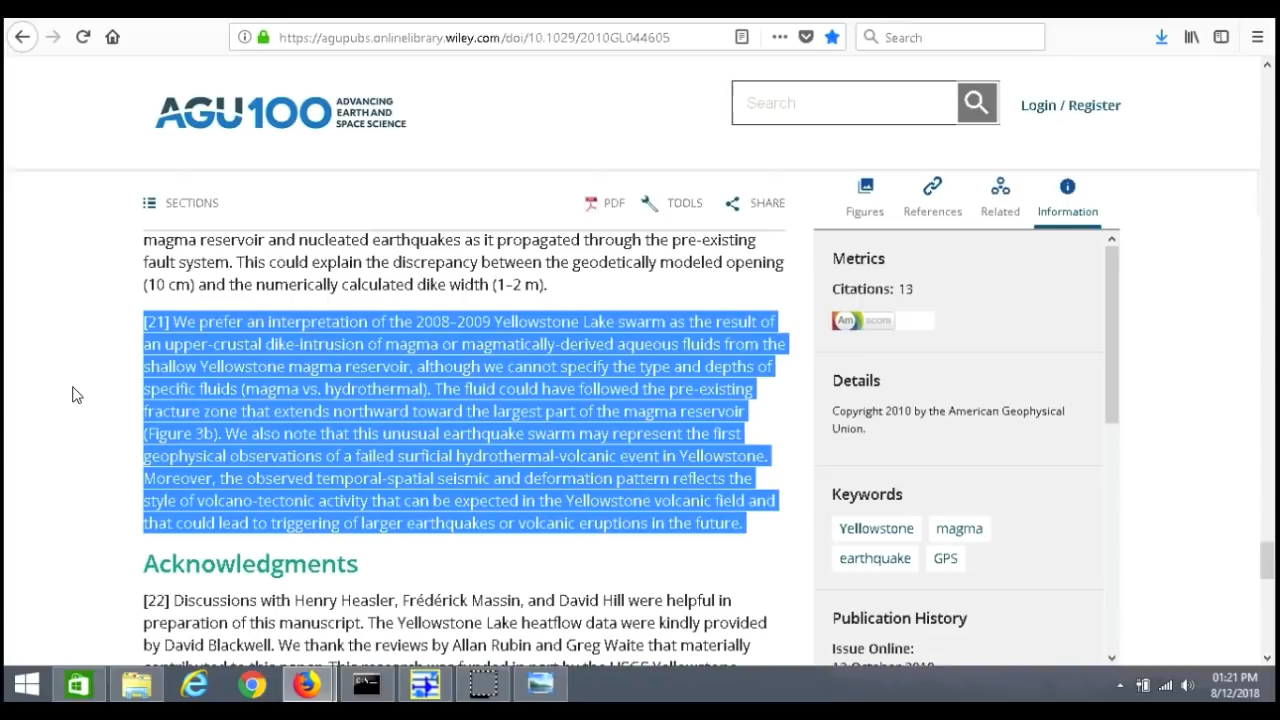 https://agupubs.onlinelibrary.wiley.com/doi/10.1029/2010GL044605
Search
AGU100 ADVANCING
EARTH AND
SPACE SCIENCE
Search
Login / Register
SECTIONS
PDF
TOOLS
SHARE
Figures
References
Related
Information
magma reservoir and nucleated earthquakes as it propagated through the pre-existing
fault system. This could explain the discrepancy between the geodetically modeled opening
(10 cm) and the numerically calculated dike width (1–2 m).
[21] We prefer an interpretation of the 2008–2009 Yellowstone Lake swarm as the result of
an upper-crustal dike-intrusion of magma or magmatically-derived aqueous fluids from the
shallow Yellowstone magma reservoir, although we cannot specify the type and depths of
specific fluids (magma vs. hydrothermal). The fluid could have followed the pre-existing
fracture zone that extends northward toward the largest part of the magma reservoir
(Figure 3b). We also note that this unusual earthquake swarm may represent the first
geophysical observations of a failed surficial hydrothermal-volcanic event in Yellowstone.
Moreover, the observed temporal-spatial seismic and deformation pattern reflects the
style of volcano-tectonic activity that can be expected in the Yellowstone volcanic field and
that could lead to triggering of larger earthquakes or volcanic eruptions in the future.
Acknowledgments
[22] Discussions with Henry Heasler, Frédérick Massin, and David Hill were helpful in
preparation of this manuscript. The Yellowstone Lake heatflow data were kindly provided
by David Blackwell. We thank the reviews by Allan Rubin and Greg Waite that materially
Metrics
Citations: 13
Am score
Details
Copyright 2010 by the American Geophysical
Union.
Keywords
Yellowstone
magma
earthquake
GPS
Publication History
Issue Online:
01:21 PM
8/12/2018